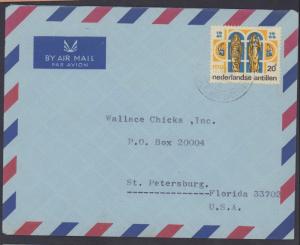 BY AIR MAIL
PAR AVION
20
nederlandse antillen
Wallace Chicks ,Inc.
P.O. Box 20004
St. Petersburg,
Florida 33702
U.S.A.